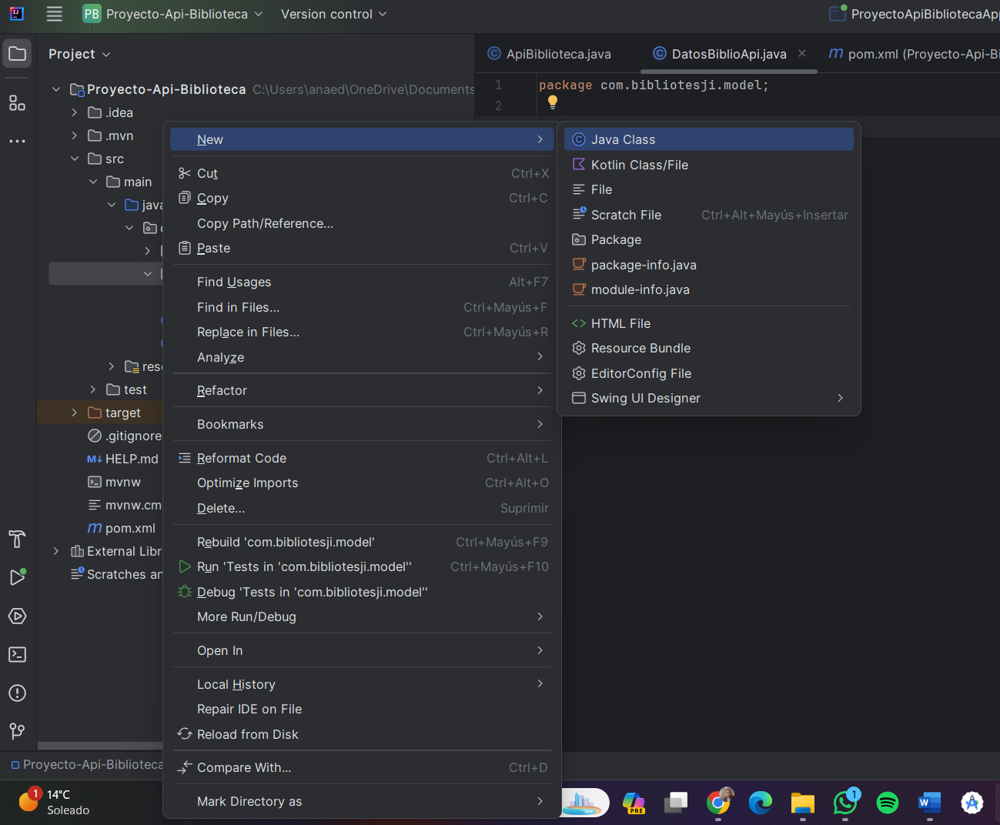 PB Proyecto-Api-Biblioteca Version control ProyectoApiBibliotecaApp
Project
ApiBiblioteca.java DatosBiblioApi.java pom.xml (Proyecto-Api-Bi
Proyecto-Api-Biblioteca C:\Users\anaed\OneDrive\Documents
.idea
.mvn
src
main
java
res
test
target
.gitignore
HELP.md
mvnw
mvnw.cm
pom.xml
External Libr
Scratches an
1 package com.bibliotesji.model;
2
New
Cut Ctrl+X
Copy Ctrl+C
Copy Path/Reference...
Paste Ctrl+V
Find Usages Alt+F7
Find in Files... Ctrl+Mayús+F
Replace in Files... Ctrl+Mayús+R
Analyze
Refactor
Bookmarks
Reformat Code Ctrl+Alt+L
Optimize Imports Ctrl+Alt+O
Delete... Suprimir
Rebuild 'com.bibliotesji.model' Ctrl+Mayús+F9
Run 'Tests in 'com.bibliotesji.model'' Ctrl+Mayús+F10
Debug 'Tests in 'com.bibliotesji.model''
More Run/Debug
Open In
Local History
Repair IDE on File
Reload from Disk
Compare With... Ctrl+D
Mark Directory as
Java Class
Kotlin Class/File
File
Scratch File Ctrl+Alt+Mayús+Insertar
Package
package-info.java
module-info.java
HTML File
Resource Bundle
EditorConfig File
Swing UI Designer
Proyecto-Api-Biblioteca
1 14°C
Soleado
PRE
1